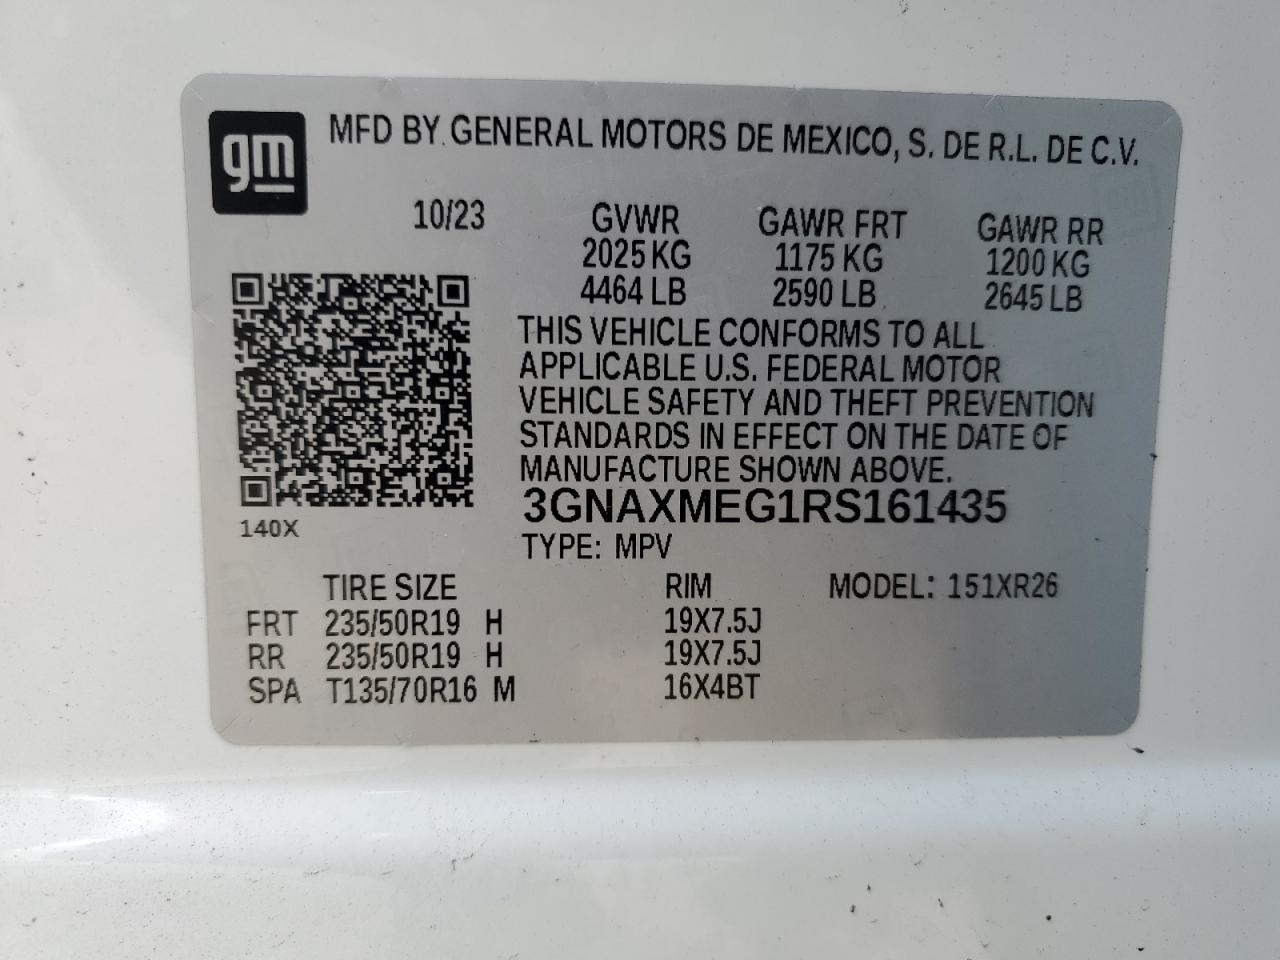 gm
MFD BY GENERAL MOTORS DE MEXICO, S. DE R.L. DE C.V.
10/23 GVWR GAWR FRT GAWR RR
2025 KG 1175 KG 1200 KG
4464 LB 2590 LB 2645 LB
THIS VEHICLE CONFORMS TO ALL
APPLICABLE U.S. FEDERAL MOTOR
VEHICLE SAFETY AND THEFT PREVENTION
STANDARDS IN EFFECT ON THE DATE OF
MANUFACTURE SHOWN ABOVE.
3GNAXMEG1RS161435
140X
TYPE: MPV
TIRE SIZE RIM MODEL: 151XR26
FRT 235/50R19 H 19X7.5J
RR 235/50R19 H 19X7.5J
SPA T135/70R16 M 16X4BT